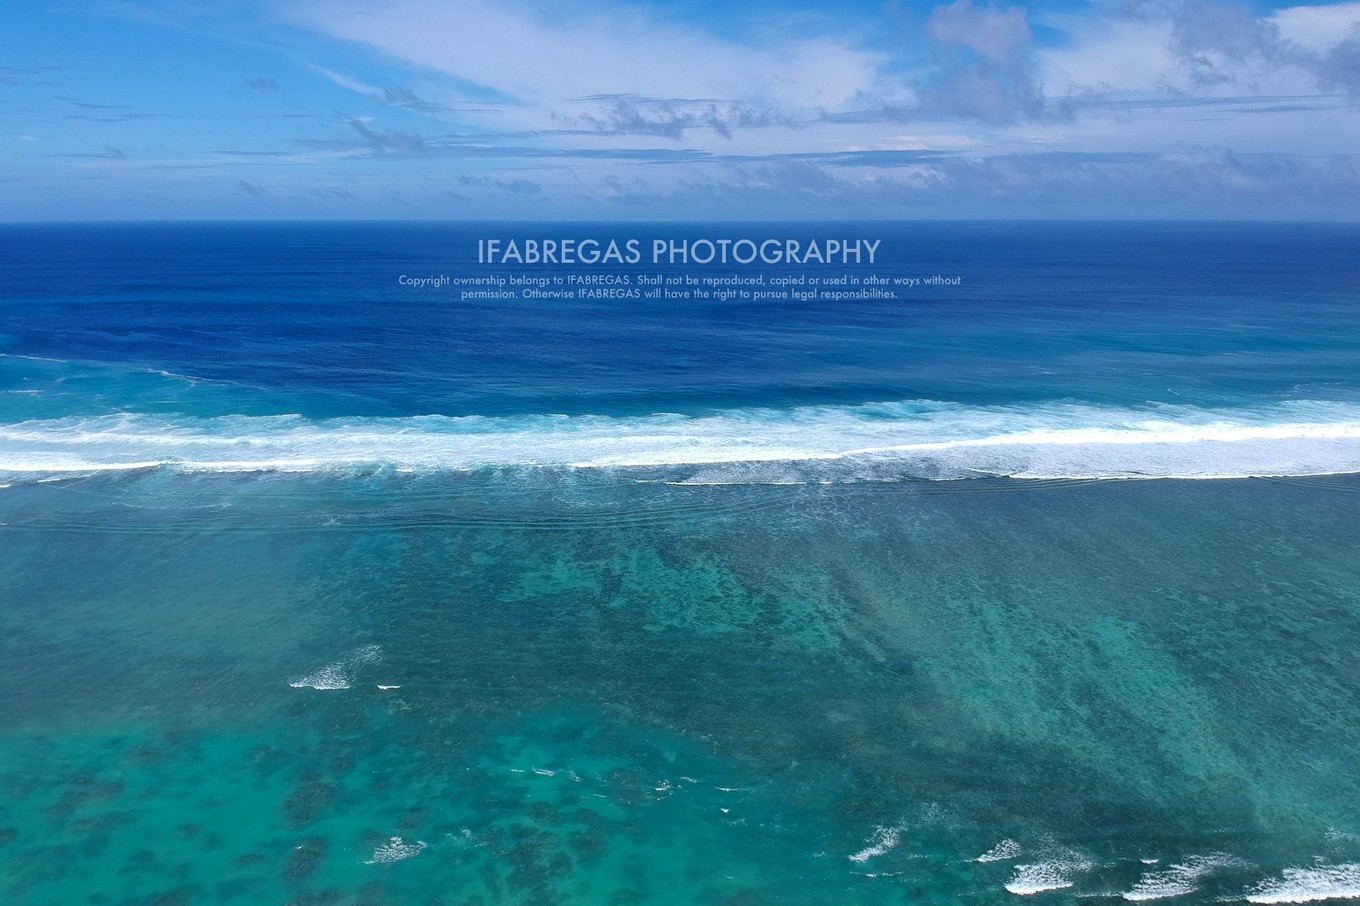 IFABREGAS PHOTOGRAPHY
Copyright ownership belongs to IFABREGAS. Shall not be reproduced, copied or used in other ways without
permission. Otherwise IFABREGAS will have the right to pursue legal responsibilities.